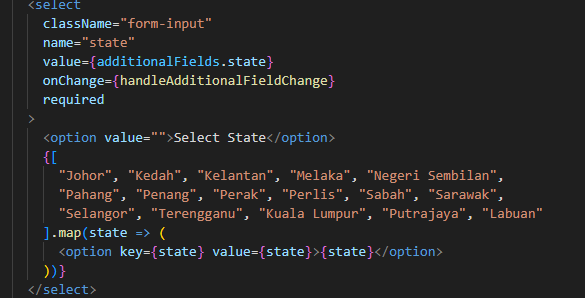 <select
className="form-input"
name="state"
value={additionalFields.state}
onChange={handleAdditionalFieldChange}
required
>
<option value="">Select State</option>
{[
"Johor", "Kedah", "Kelantan", "Melaka", "Negeri Sembilan",
"Pahang", "Penang", "Perak", "Perlis", "Sabah", "Sarawak",
"Selangor", "Terengganu", "Kuala Lumpur", "Putrajaya", "Labuan"
].map(state => (
<option key={state} value={state}>{state}</option>
))}
</select>